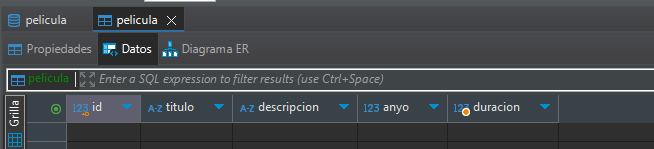 pelicula pelicula
Propiedades Datos Diagrama ER
pelicula Enter a SQL expression to filter results (use Ctrl+Space)
Grilla
123 id A-Z titulo A-Z descripcion 123 anyo 123 duracion